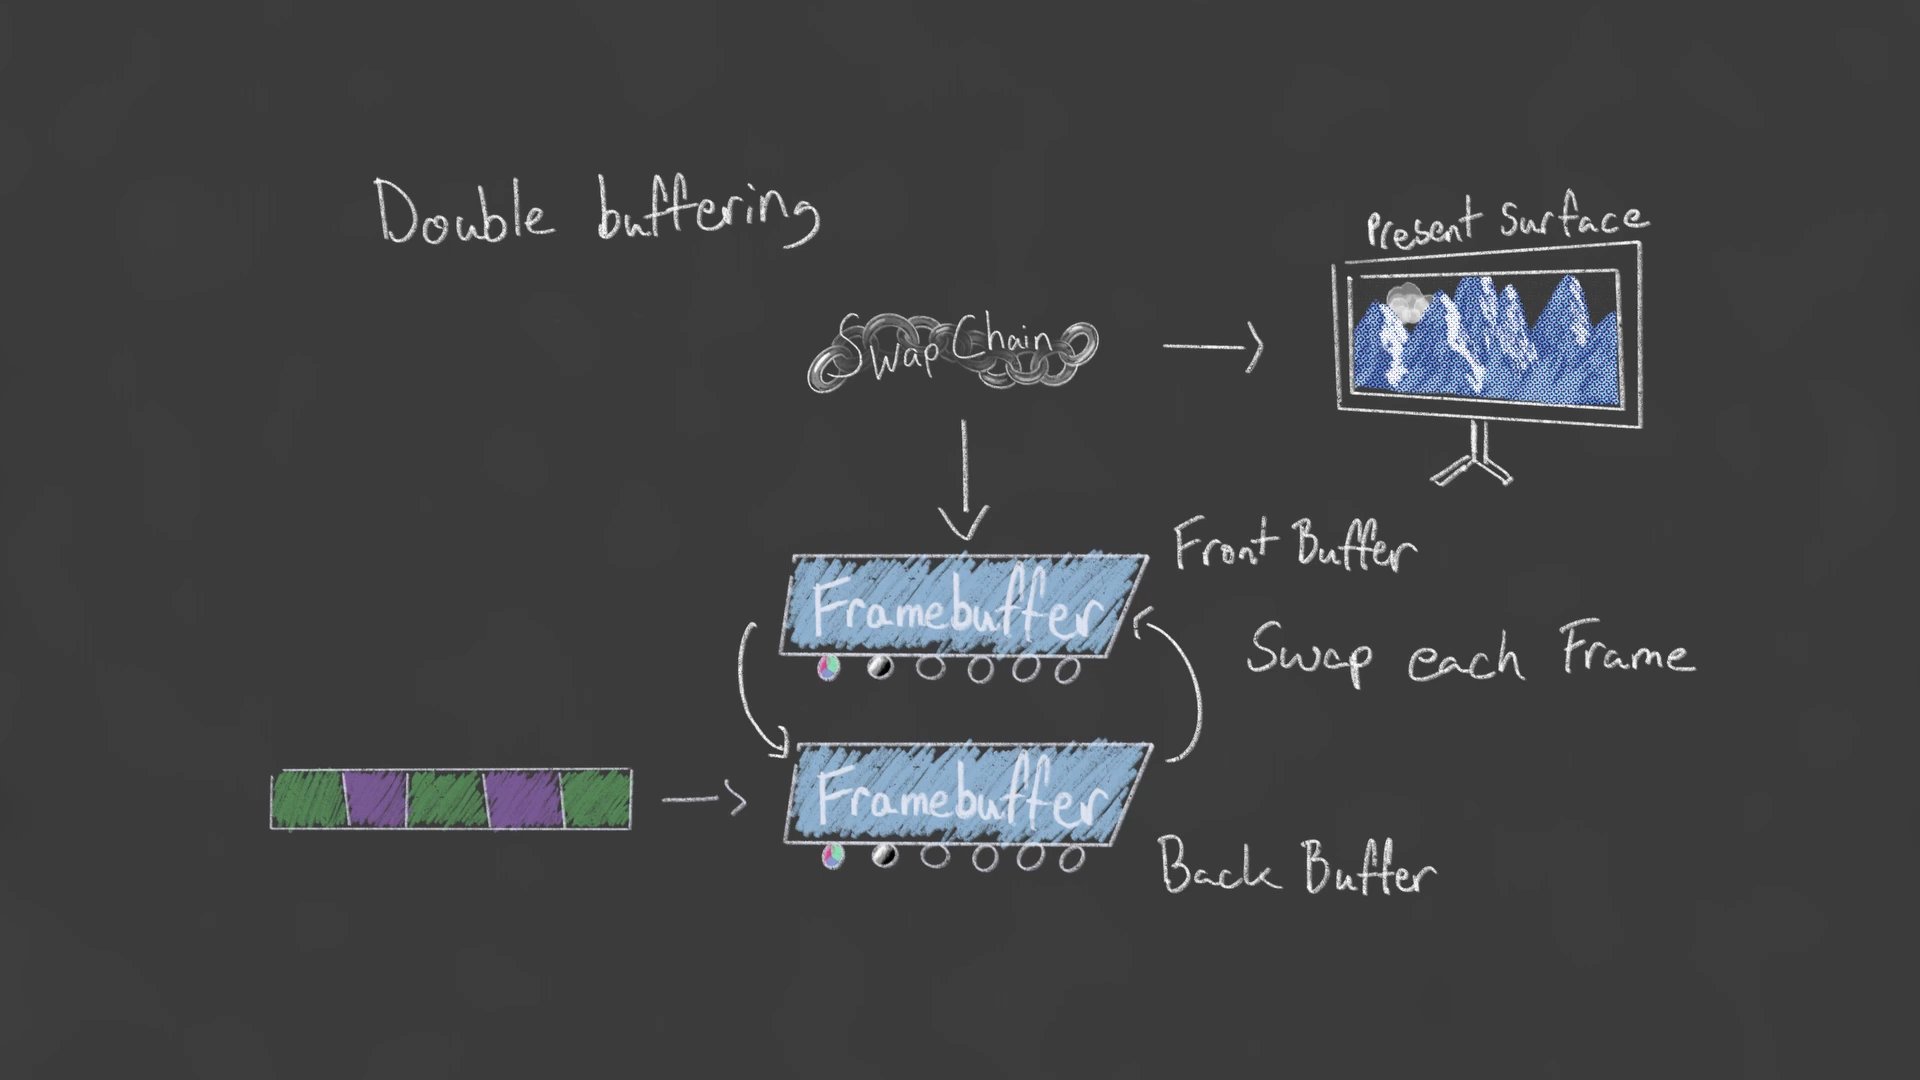 Double buffering
Present Surface
Swap Chain
Front Buffer
Framebuffer
Swap each Frame
Framebuffer
Back Buffer